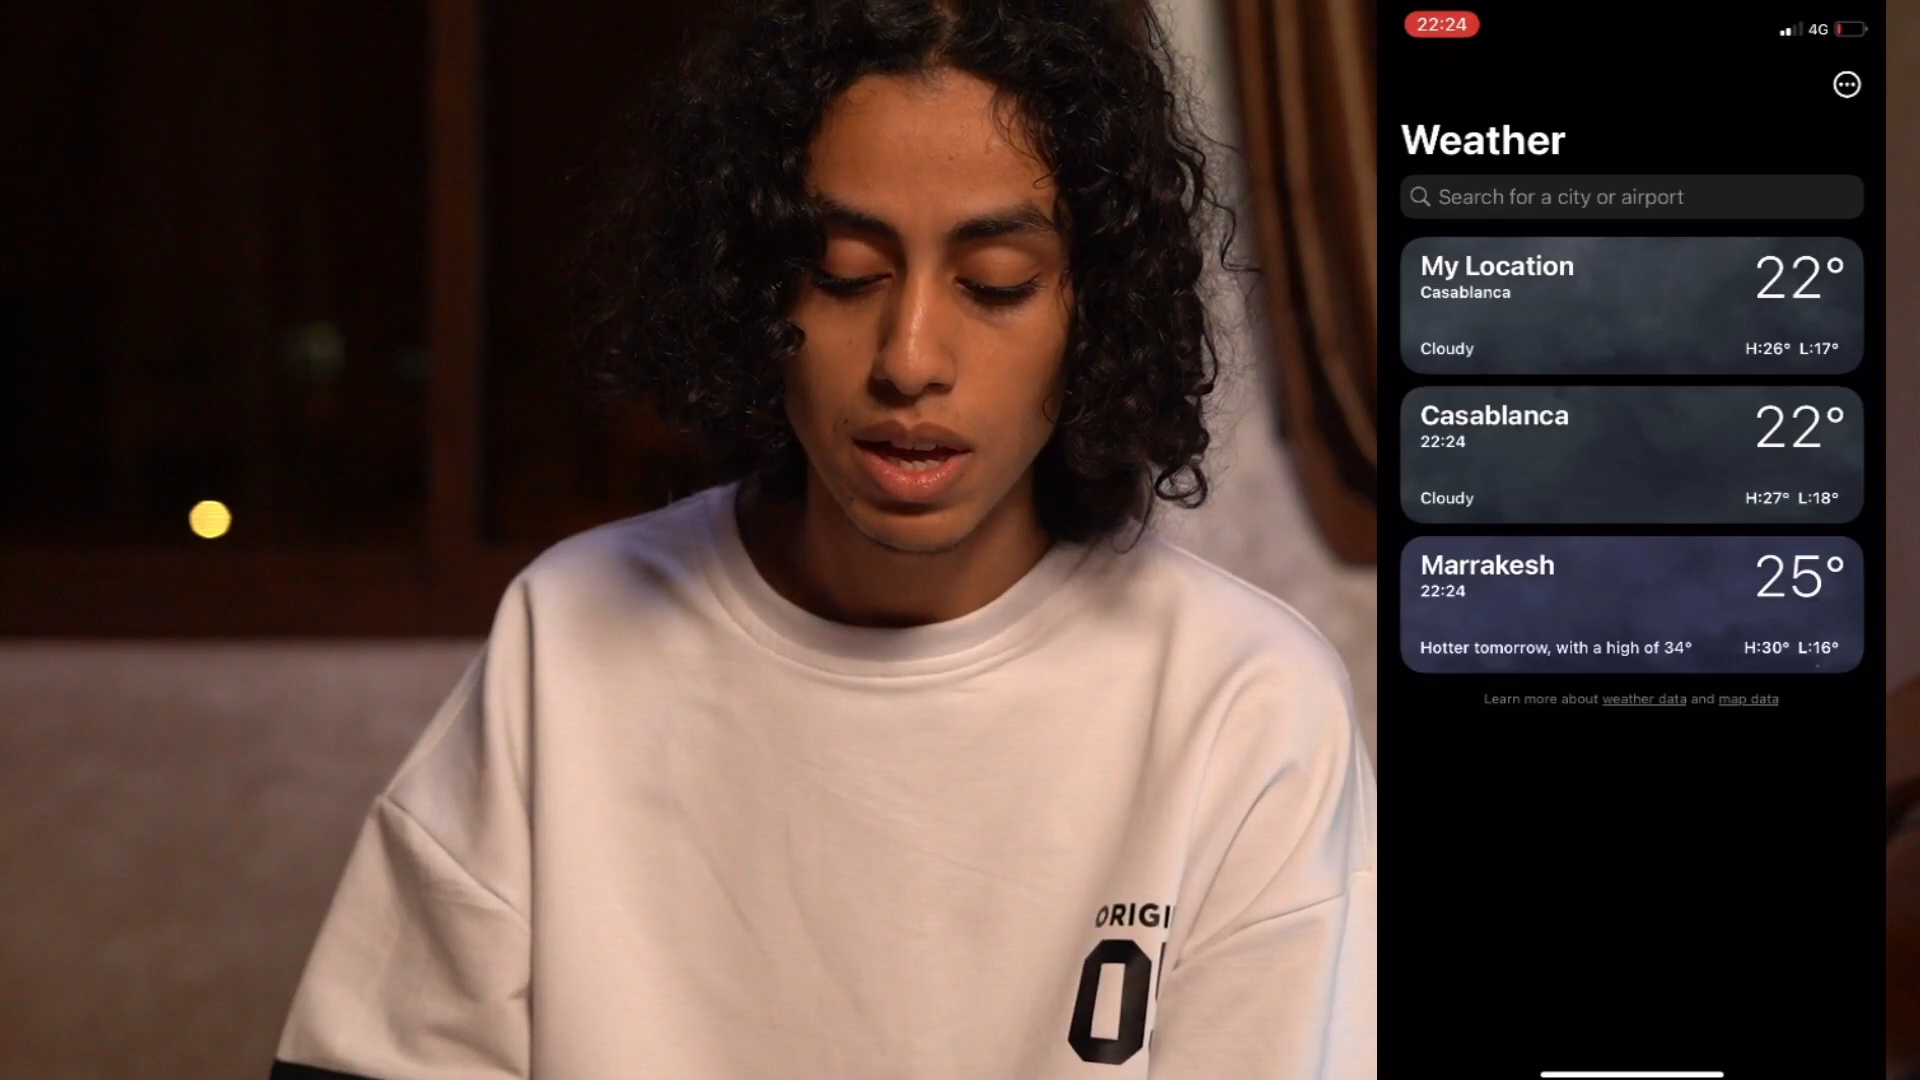 22:24
4G
Weather
Search for a city or airport
My Location
22°
Casablanca
Cloudy
H:26° L:17°
Casablanca
22°
22:24
Cloudy
H:27° L:18°
Marrakesh
25°
22:24
Hotter tomorrow, with a high of 34°
H:30° L:16°
Learn more about weather data and map data
ORIGI
0